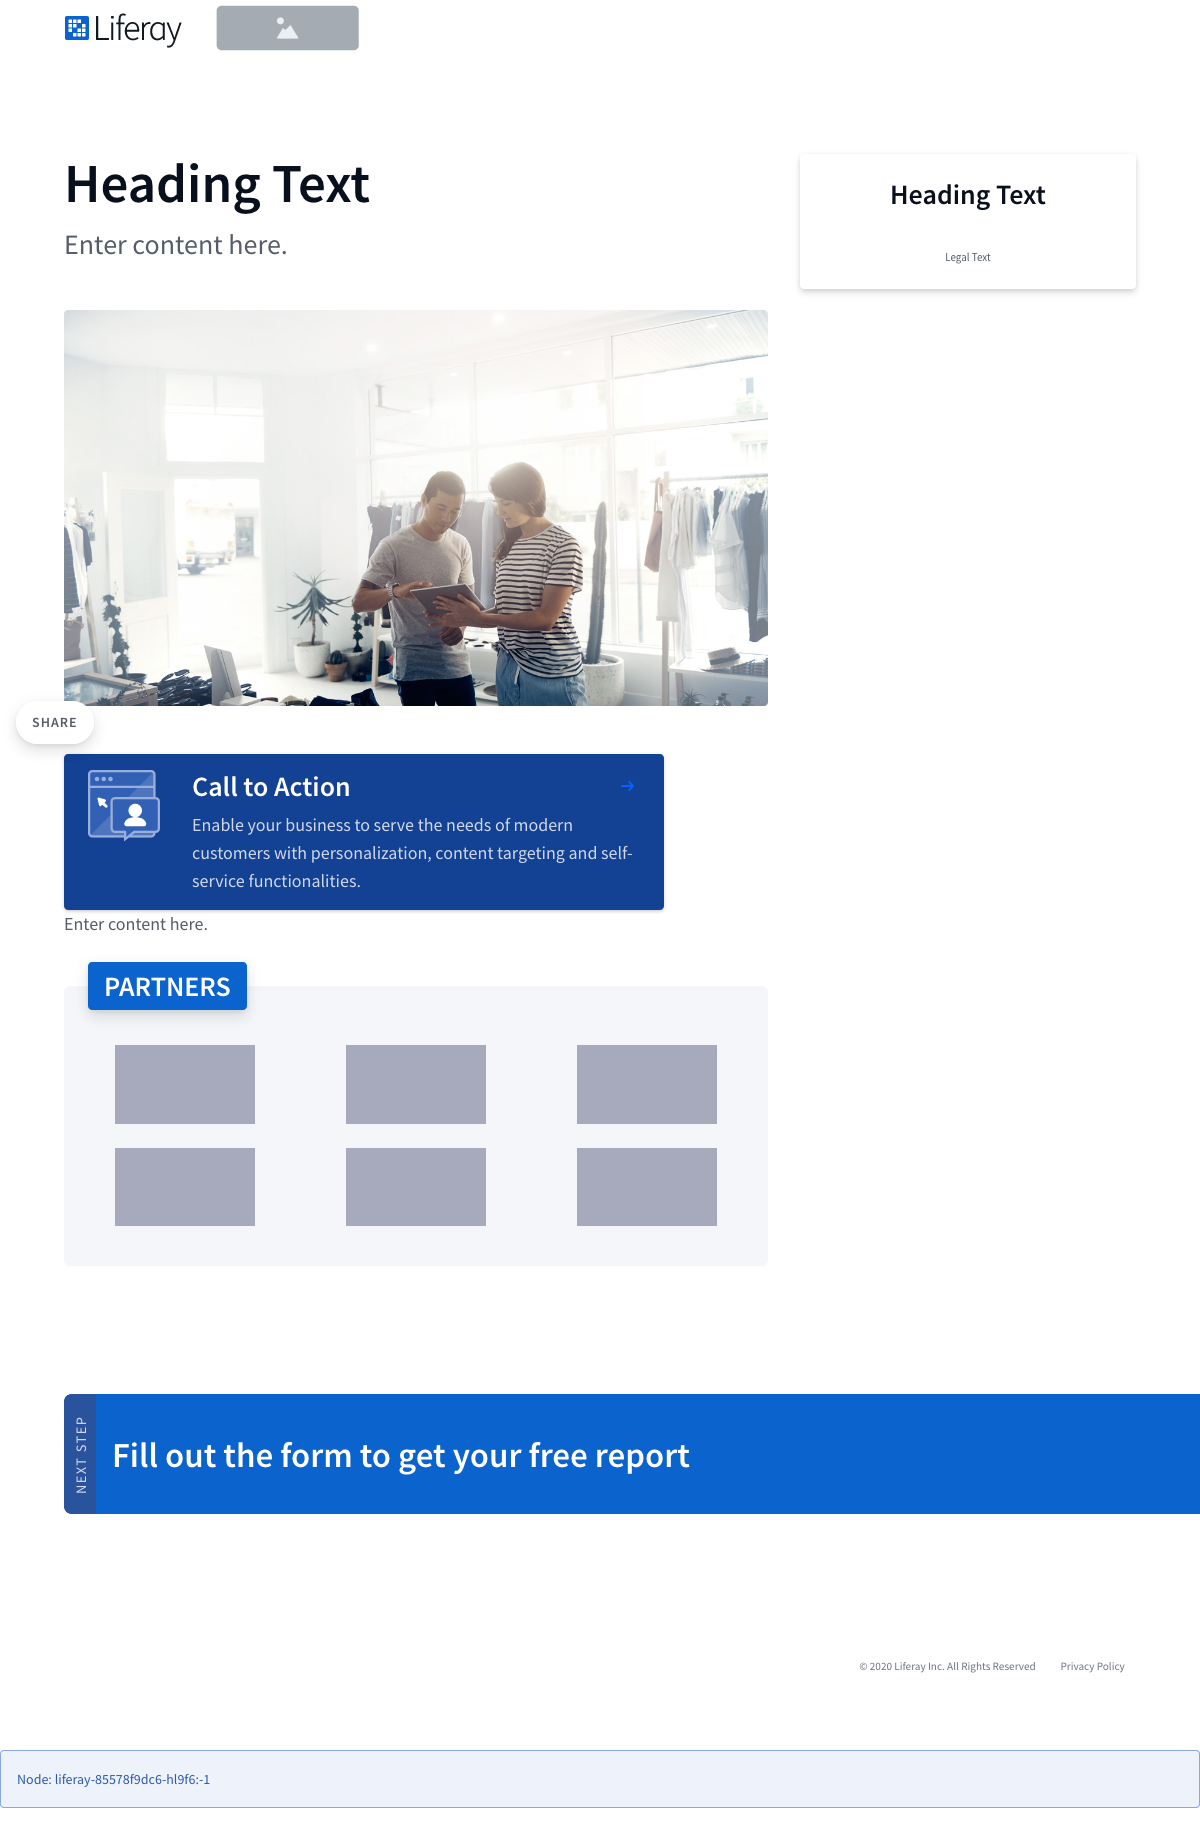 Liferay
Heading Text
Enter content here.
Heading Text
Legal Text
SHARE
Call to Action
Enable your business to serve the needs of modern
customers with personalization, content targeting and self-
service functionalities.
Enter content here.
PARTNERS
NEXT STEP
Fill out the form to get your free report
© 2020 Liferay Inc. All Rights Reserved
Privacy Policy
Node: liferay-85578f9dc6-hl9f6:-1